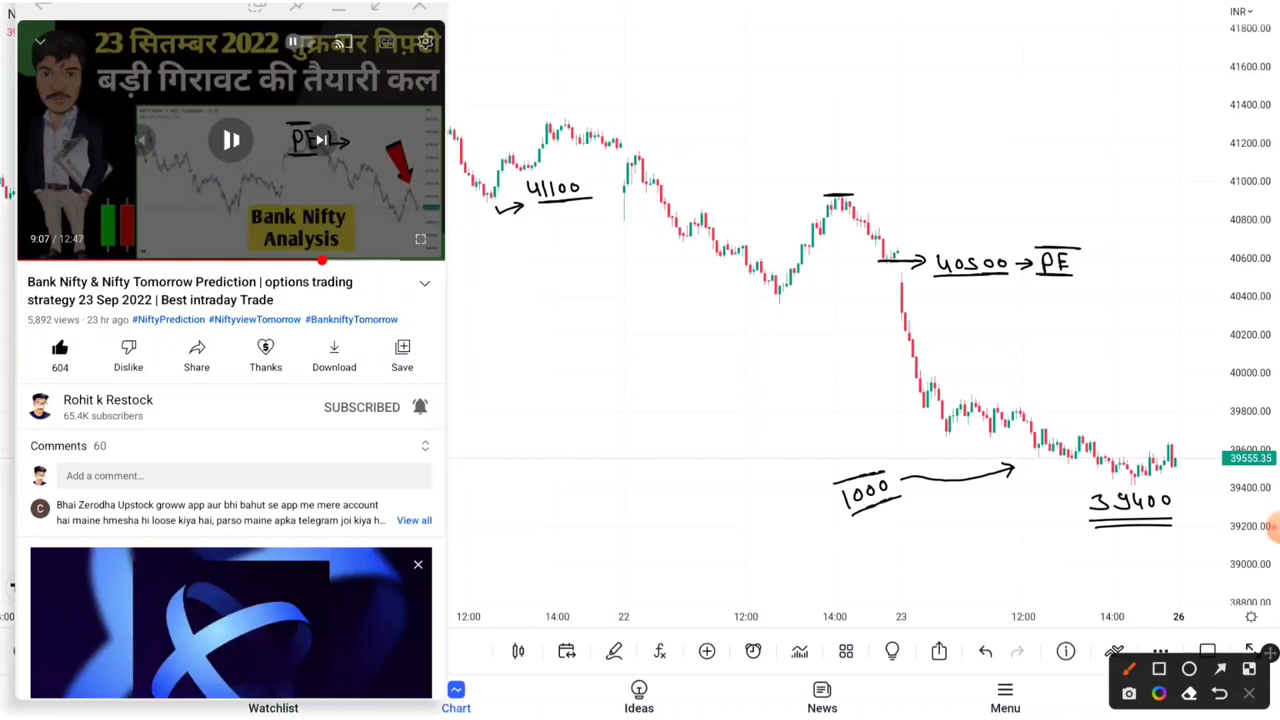 23 सितम्बर 2022 शुक्रवार निफ़्टी
बड़ी गिरावट की तैयारी कल
PE
Bank Nifty
Analysis
9:07 / 12:47
Bank Nifty & Nifty Tomorrow Prediction | options trading
strategy 23 Sep 2022 | Best intraday Trade
5,892 views · 23 hr ago #NiftyPrediction #NiftyviewTomorrow #BankniftyTomorrow
604 Dislike Share Thanks Download Save
Rohit k Restock
65.4K subscribers
SUBSCRIBED
Comments 60
Add a comment...
C
Bhai Zerodha Upstock groww app aur bhi bahut se app me mere account
hai maine hmesha hi loose kiya hai, parso maine apka telegram joi kiya h...
View all
INR
41800.00
41600.00
41400.00
41200.00
41000.00
40800.00
40600.00
40400.00
40200.00
40000.00
39800.00
39600.00
39555.35
39400.00
39200.00
39000.00
38800.00
41100
40500 → PE
1000
39400
12:00 14:00 22 12:00 14:00 23 12:00 14:00 26
Watchlist Chart Ideas News Menu